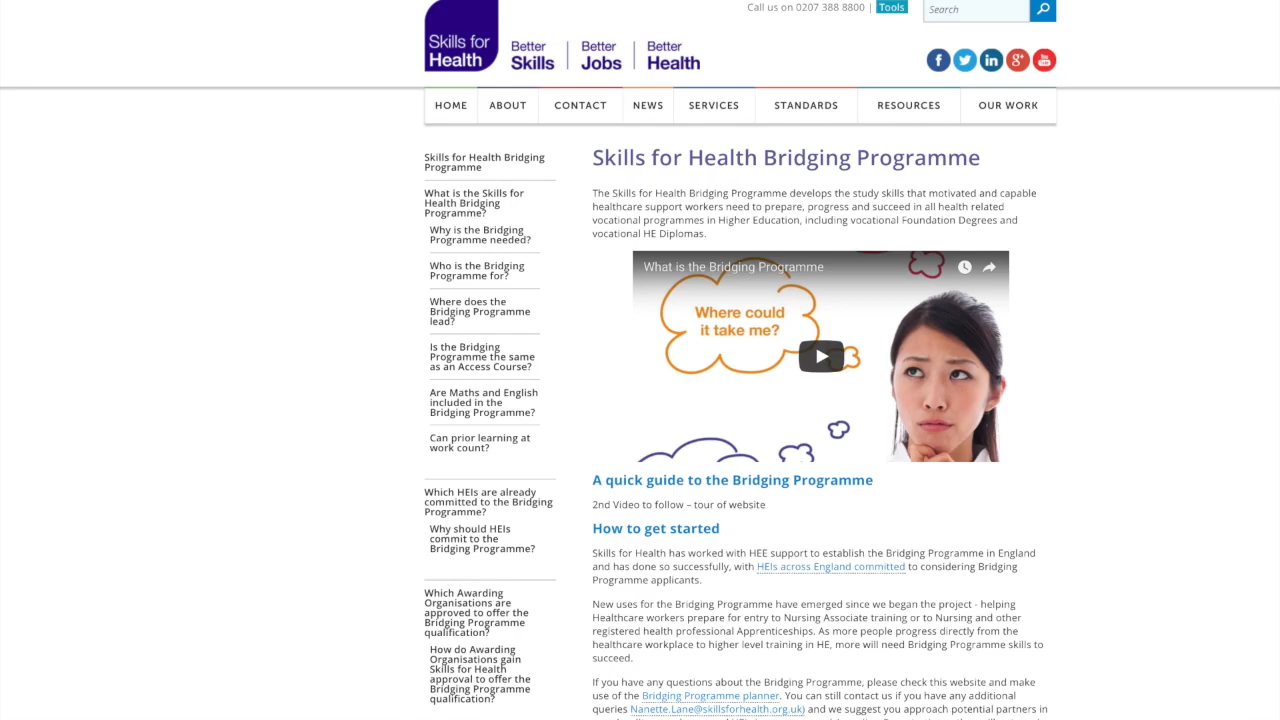 Call us on 0207 388 8800 | Tools
Search
Skills for
Health
Better
Skills
Better
Jobs
Better
Health
HOME
ABOUT
CONTACT
NEWS
SERVICES
STANDARDS
RESOURCES
OUR WORK
Skills for Health Bridging
Programme
What is the Skills for
Health Bridging
Programme?
Why is the Bridging
Programme needed?
Who is the Bridging
Programme for?
Where does the
Bridging Programme
lead?
Is the Bridging
Programme the same
as an Access Course?
Are Maths and English
included in the
Bridging Programme?
Can prior learning at
work count?
Which HEIs are already
committed to the Bridging
Programme?
Why should HEIs
commit to the
Bridging Programme?
Which Awarding
Organisations are
approved to offer the
Bridging Programme
qualification?
How do Awarding
Organisations gain
Skills for Health
approval to offer the
Bridging Programme
qualification?
Skills for Health Bridging Programme
The Skills for Health Bridging Programme develops the study skills that motivated and capable
healthcare support workers need to prepare, progress and succeed in all health related
vocational programmes in Higher Education, including vocational Foundation Degrees and
vocational HE Diplomas.
What is the Bridging Programme
Where could
it take me?
A quick guide to the Bridging Programme
2nd Video to follow – tour of website
How to get started
Skills for Health has worked with HEE support to establish the Bridging Programme in England
and has done so successfully, with HEIs across England committed to considering Bridging
Programme applicants.
New uses for the Bridging Programme have emerged since we began the project - helping
Healthcare workers prepare for entry to Nursing Associate training or to Nursing and other
registered health professional Apprenticeships. As more people progress directly from the
healthcare workplace to higher level training in HE, more will need Bridging Programme skills to
succeed.
If you have any questions about the Bridging Programme, please check this website and make
use of the Bridging Programme planner. You can still contact us if you have any additional
queries Nanette.Lane@skillsforhealth.org.uk) and we suggest you approach potential partners in